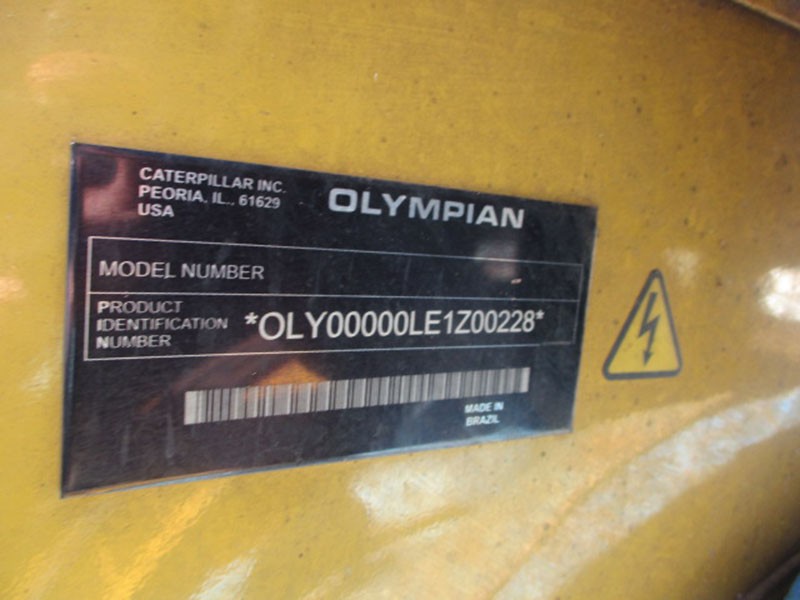 CATERPILLAR INC.
PEORIA, IL., 61629
USA
OLYMPIAN
MODEL NUMBER
PRODUCT
IDENTIFICATION
NUMBER
*OLY00000LE1Z00228*
MADE IN
BRAZIL